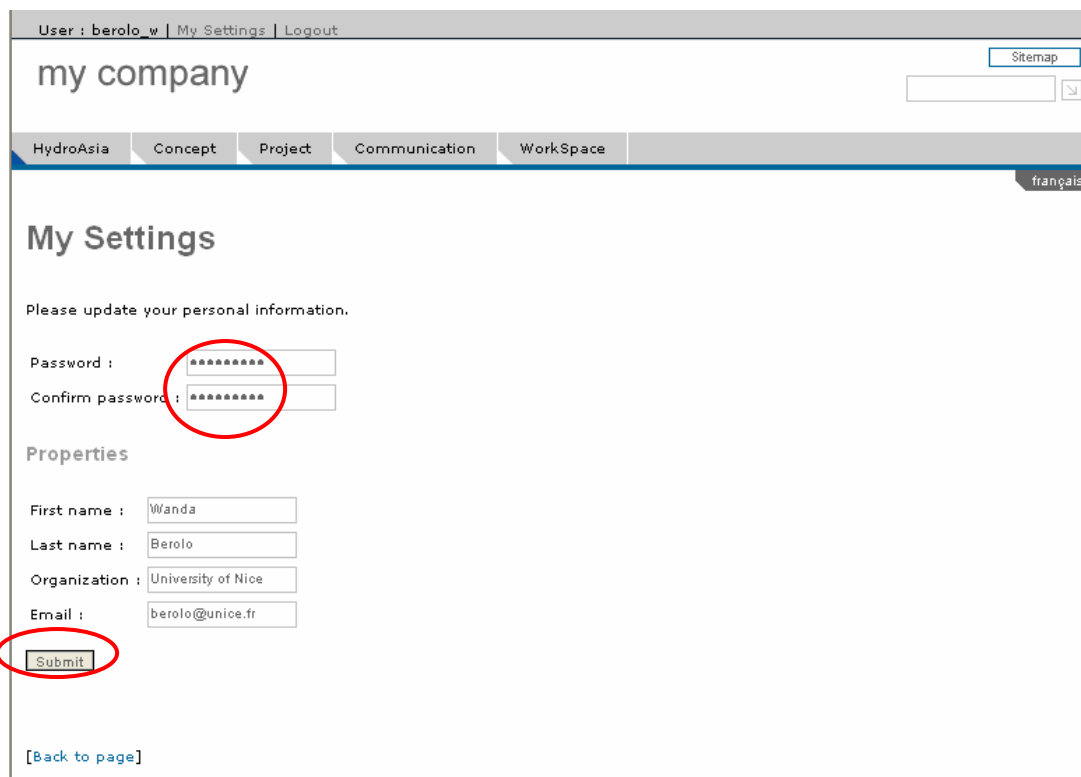 User : berolo_w | My Settings | Logout
my company
Sitemap
HydroAsia Concept Project Communication WorkSpace
français
My Settings
Please update your personal information.
Password : •••••••••
Confirm password : •••••••••
Properties
First name : Wanda
Last name : Berolo
Organization : University of Nice
Email : berolo@unice.fr
Submit
[Back to page]